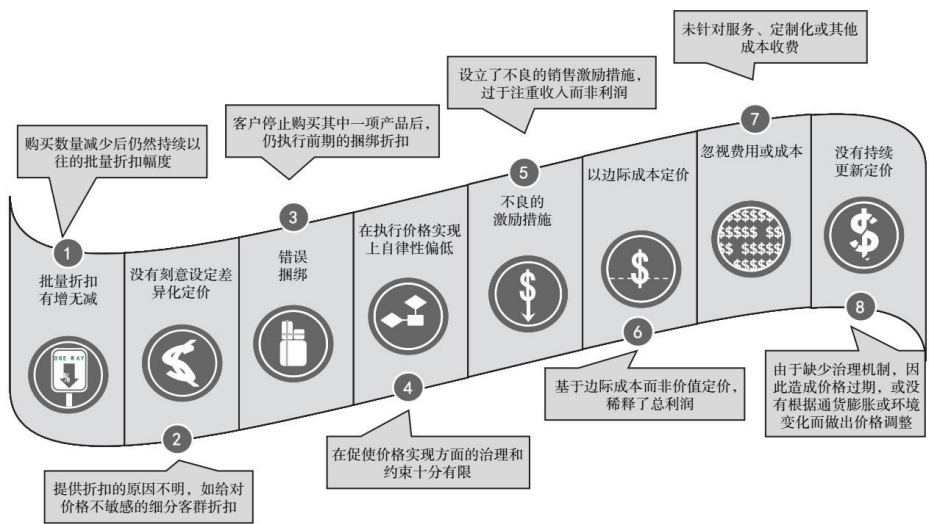 未针对服务、定制化或其他
成本收费
设立了不良的销售激励措施，
过于注重收入而非利润
客户停止购买其中一项产品后，
仍执行前期的捆绑折扣
购买数量减少后仍然持续以
往的批量折扣幅度
1
批量折扣
有增无减
ONE WAY
%
没有刻意设定差
异化定价
2
提供折扣的原因不明，如给对
价格不敏感的细分客群折扣
3
错误
捆绑
在执行价格实现
上自律性偏低
4
在促使价格实现方面的治理和
约束十分有限
5
不良的
激励措施
$
以边际成本定价
$
6
基于边际成本而非价值定价，
稀释了总利润
7
忽视费用或成本
$$$$$
$$$$$$$
$$$$$ $$
$$ $$$$$
$$$$$$$
$$$$$
没有持续
更新定价
$
8
由于缺少治理机制，因
此造成价格过期，或没
有根据通货膨胀或环境
变化而做出价格调整